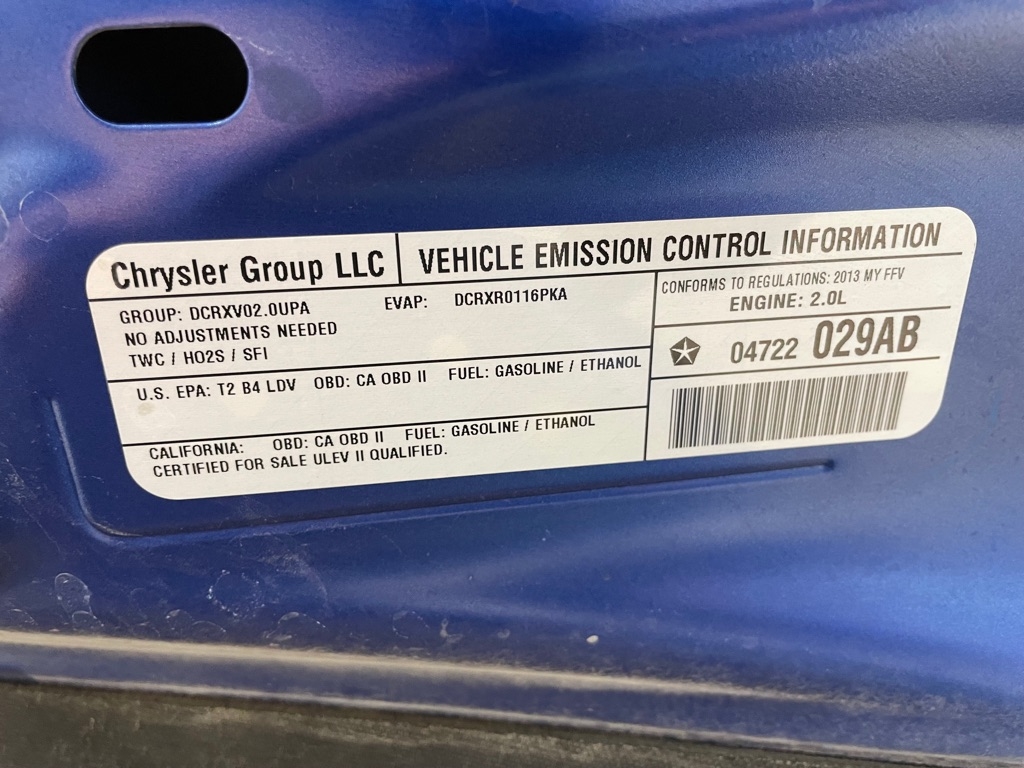 Chrysler Group LLC
VEHICLE EMISSION CONTROL INFORMATION
GROUP: DCRXV02.0UPA EVAP: DCRXR0116PKA
NO ADJUSTMENTS NEEDED
TWC / HO2S / SFI
U.S. EPA: T2 B4 LDV OBD: CA OBD II FUEL: GASOLINE / ETHANOL
CALIFORNIA: OBD: CA OBD II FUEL: GASOLINE / ETHANOL
CERTIFIED FOR SALE ULEV II QUALIFIED.
CONFORMS TO REGULATIONS: 2013 MY FFV
ENGINE: 2.0L
04722 029AB